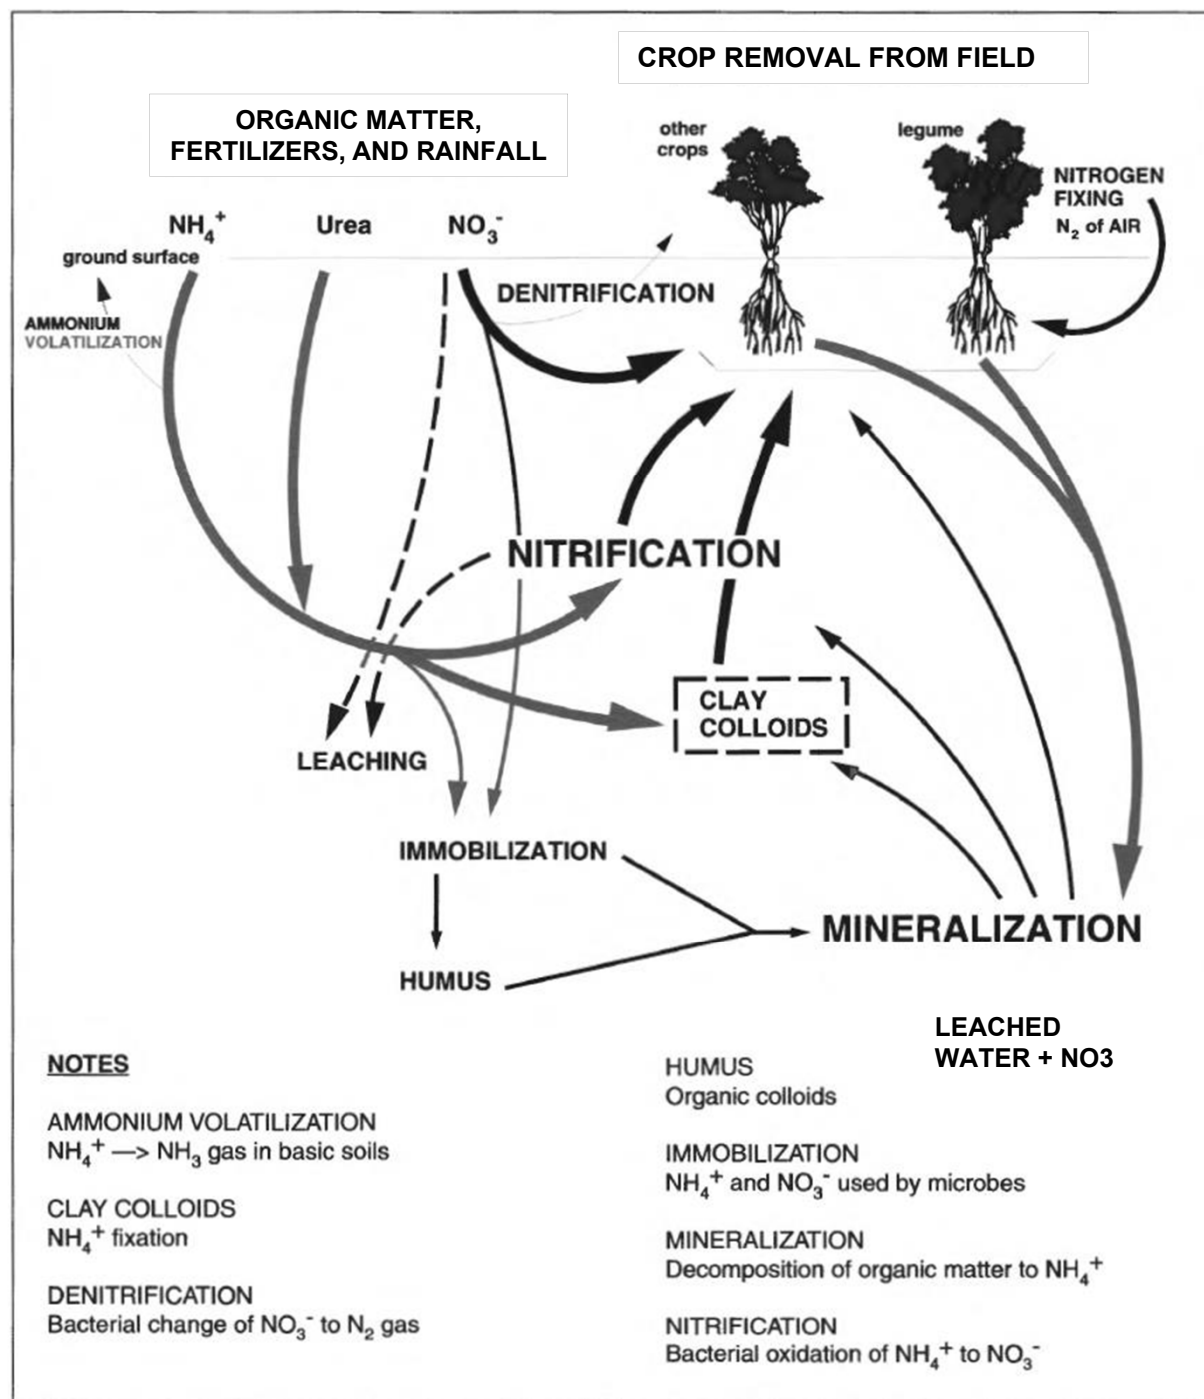 CROP REMOVAL FROM FIELD
ORGANIC MATTER,
FERTILIZERS, AND RAINFALL
other
crops
legume
NITROGEN
FIXING
N₂ of AIR
NH₄⁺ Urea NO₃⁻
ground surface
DENITRIFICATION
AMMONIUM
VOLATILIZATION
NITRIFICATION
CLAY
COLLOIDS
LEACHING
IMMOBILIZATION
MINERALIZATION
HUMUS
LEACHED
WATER + NO3
NOTES
AMMONIUM VOLATILIZATION
NH₄⁺ —> NH₃ gas in basic soils
CLAY COLLOIDS
NH₄⁺ fixation
DENITRIFICATION
Bacterial change of NO₃⁻ to N₂ gas
HUMUS
Organic colloids
IMMOBILIZATION
NH₄⁺ and NO₃⁻ used by microbes
MINERALIZATION
Decomposition of organic matter to NH₄⁺
NITRIFICATION
Bacterial oxidation of NH₄⁺ to NO₃⁻